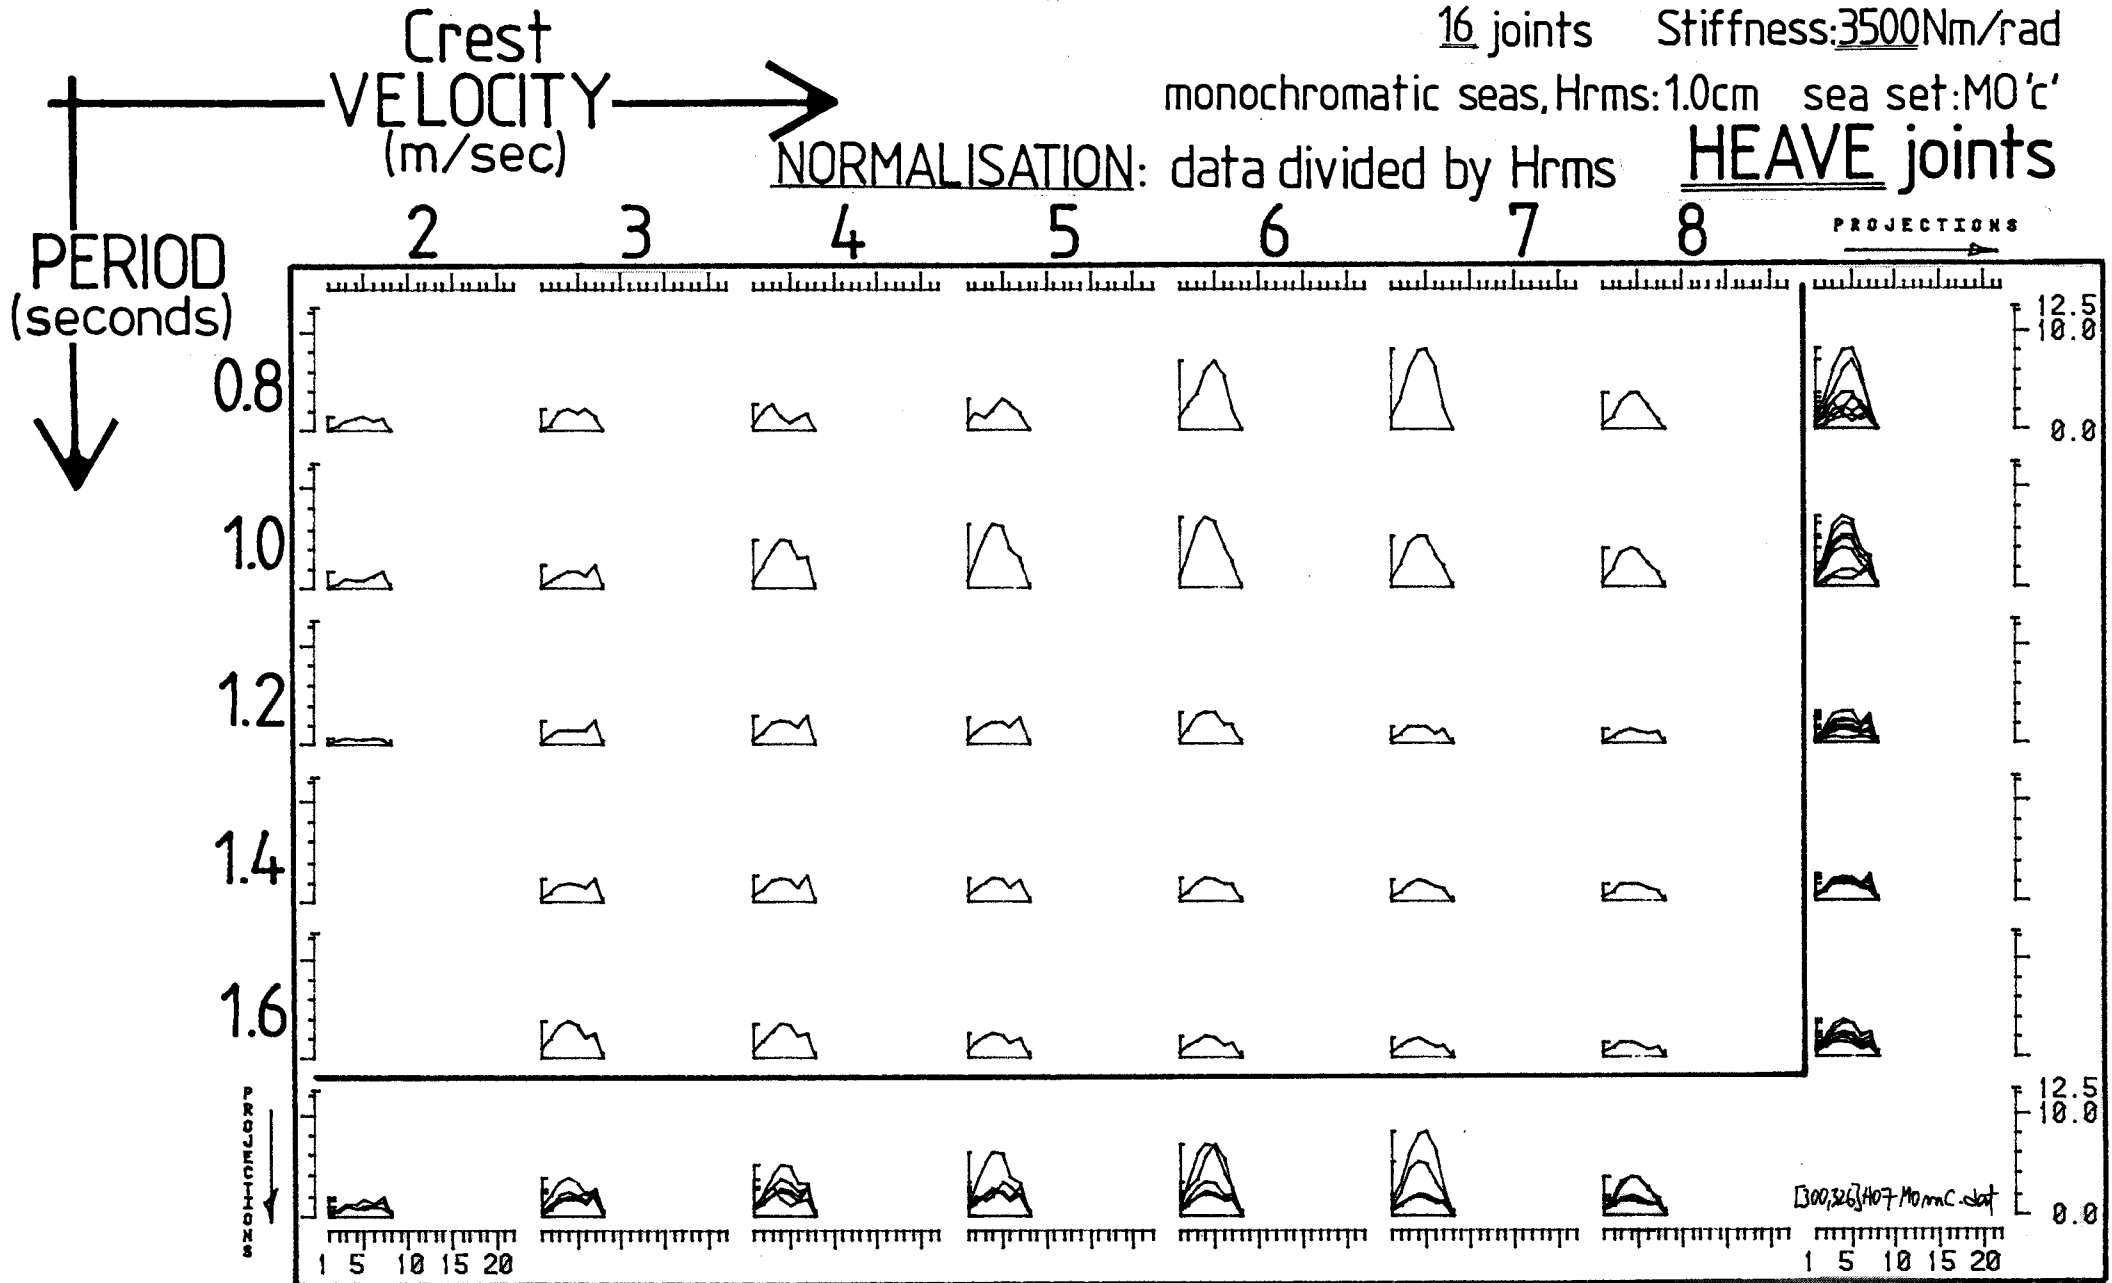 Crest
VELOCITY
(m/sec)
16 joints Stiffness:3500Nm/rad
monochromatic seas, Hrms:1.0cm sea set:MO'c'
NORMALISATION: data divided by Hrms HEAVE joints
PERIOD
(seconds)
2 3 4 5 6 7 8
PROJECTIONS
12.5
10.0
0.0
0.8
1.0
1.2
1.4
1.6
PROJECTIONS
12.5
10.0
0.0
1 5 10 15 20
1 5 10 15 20